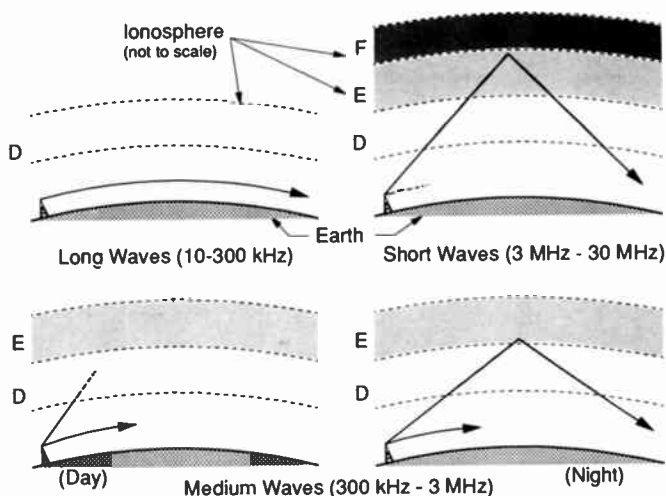 Ionosphere
(not to scale)
D
Earth
Long Waves (10-300 kHz)
F
E
D
Short Waves (3 MHz - 30 MHz)
E
D
(Day)
E
D
(Night)
Medium Waves (300 kHz - 3 MHz)